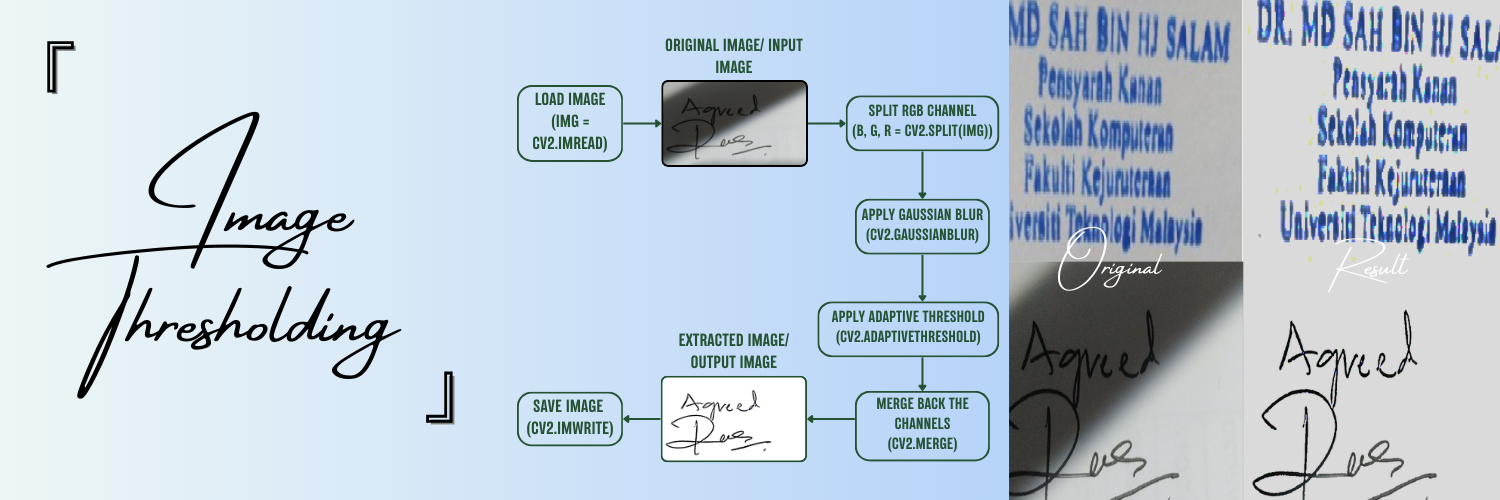 Image
Thresholding
ORIGINAL IMAGE/ INPUT
IMAGE
LOAD IMAGE
(IMG =
CV2.IMREAD)
Agreed
SPLIT RGB CHANNEL
(B, G, R = CV2.SPLIT(IMG))
APPLY GAUSSIAN BLUR
(CV2.GAUSSIANBLUR)
APPLY ADAPTIVE THRESHOLD
(CV2.ADAPTIVETHRESHOLD)
MERGE BACK THE
CHANNELS
(CV2.MERGE)
EXTRACTED IMAGE/
OUTPUT IMAGE
Agreed
SAVE IMAGE
(CV2.IMWRITE)
MD SAH BIN HJ SALAM
Pensyarah Kanan
Sekolah Komputeran
Fakulti Kejuruteraan
iversiti Teknologi Malaysia
Original
Agreed
DR. MD SAH BIN HJ SALA
Pensyarah Kanan
Sekolah Komputeran
Fakulti Kejuruteraan
Universiti Teknologi Malaysia
Result
Agreed